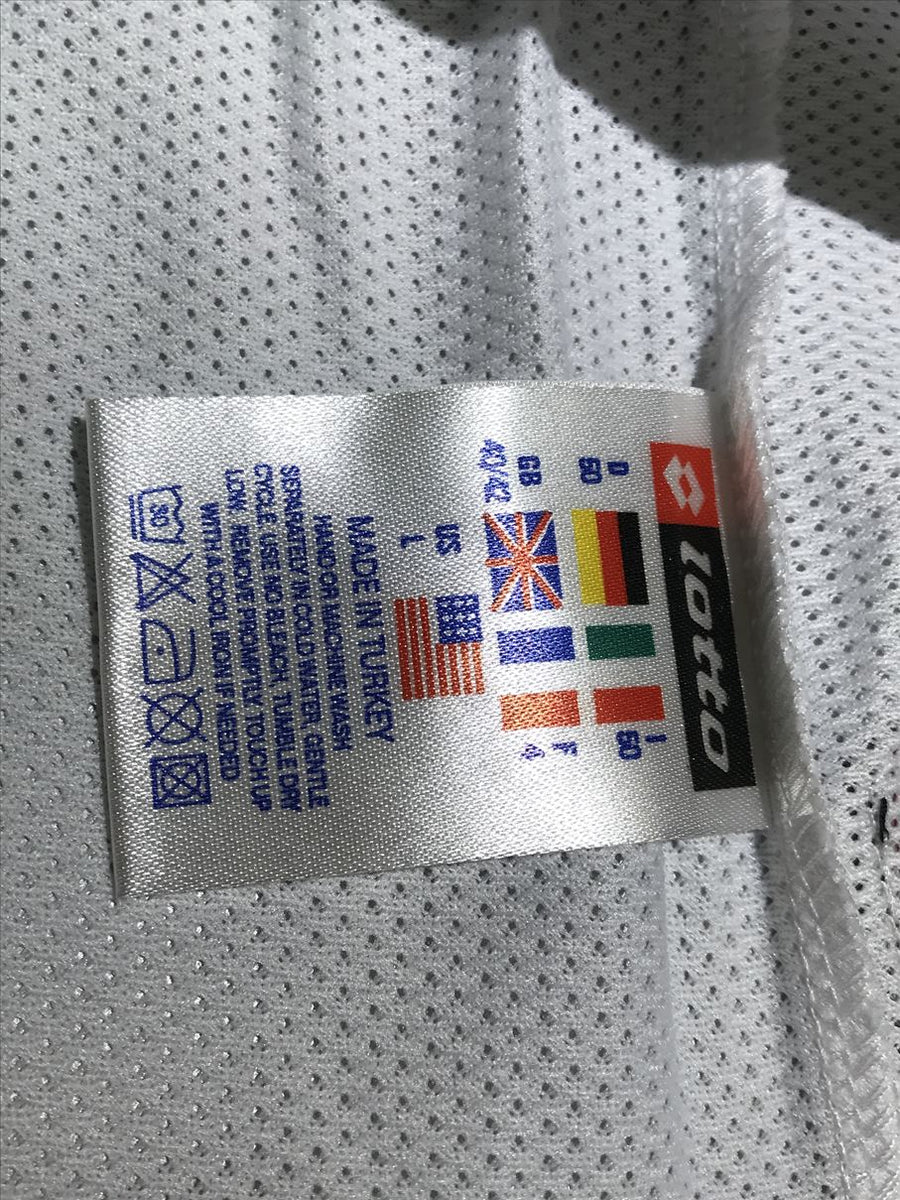 lotto
D
50
I
50
GB
40/42
F
4
US
L
MADE IN TURKEY
HAND OR MACHINE WASH
SEPARATELY IN COLD WATER, GENTLE
CYCLE. USE NO BLEACH, TUMBLE DRY
LOW, REMOVE PROMPTLY, TOUCH UP
WITH A COOL IRON IF NEEDED
30